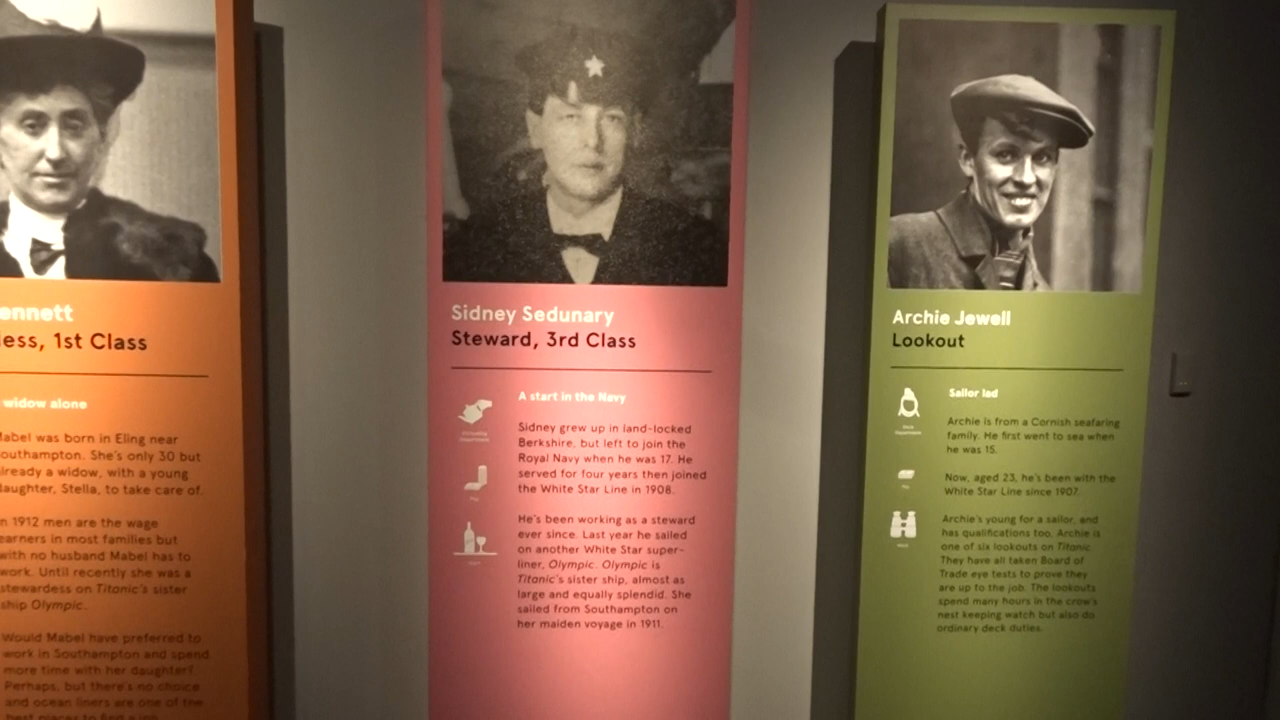 ennett
less, 1st Class
widow alone
Mabel was born in Eling near
Southampton. She's only 30 but
already a widow, with a young
daughter, Stella, to take care of.
In 1912 men are the wage
earners in most families but
with no husband Mabel has to
work. Until recently she was a
stewardess on Titanic's sister
ship Olympic.
Would Mabel have preferred to
work in Southampton and spend
more time with her daughter?
Perhaps, but there's no choice
and ocean liners are one of the
best places to find a job
Sidney Sedunary
Steward, 3rd Class
A start in the Navy
Sidney grew up in land-locked
Berkshire, but left to join the
Royal Navy when he was 17. He
served for four years then joined
the White Star Line in 1908.
He's been working as a steward
ever since. Last year he sailed
on another White Star super-
liner, Olympic. Olympic is
Titanic's sister ship, almost as
large and equally splendid. She
sailed from Southampton on
her maiden voyage in 1911.
Archie Jewell
Lookout
Sailor lad
Archie is from a Cornish seafaring
family. He first went to sea when
he was 15.
Now, aged 23, he's been with the
White Star Line since 1907.
Archie's young for a sailor, and
has qualifications too. Archie is
one of six lookouts on Titanic.
They have all taken Board of
Trade eye tests to prove they
are up to the job. The lookouts
spend many hours in the crow's
nest keeping watch but also do
ordinary deck duties.